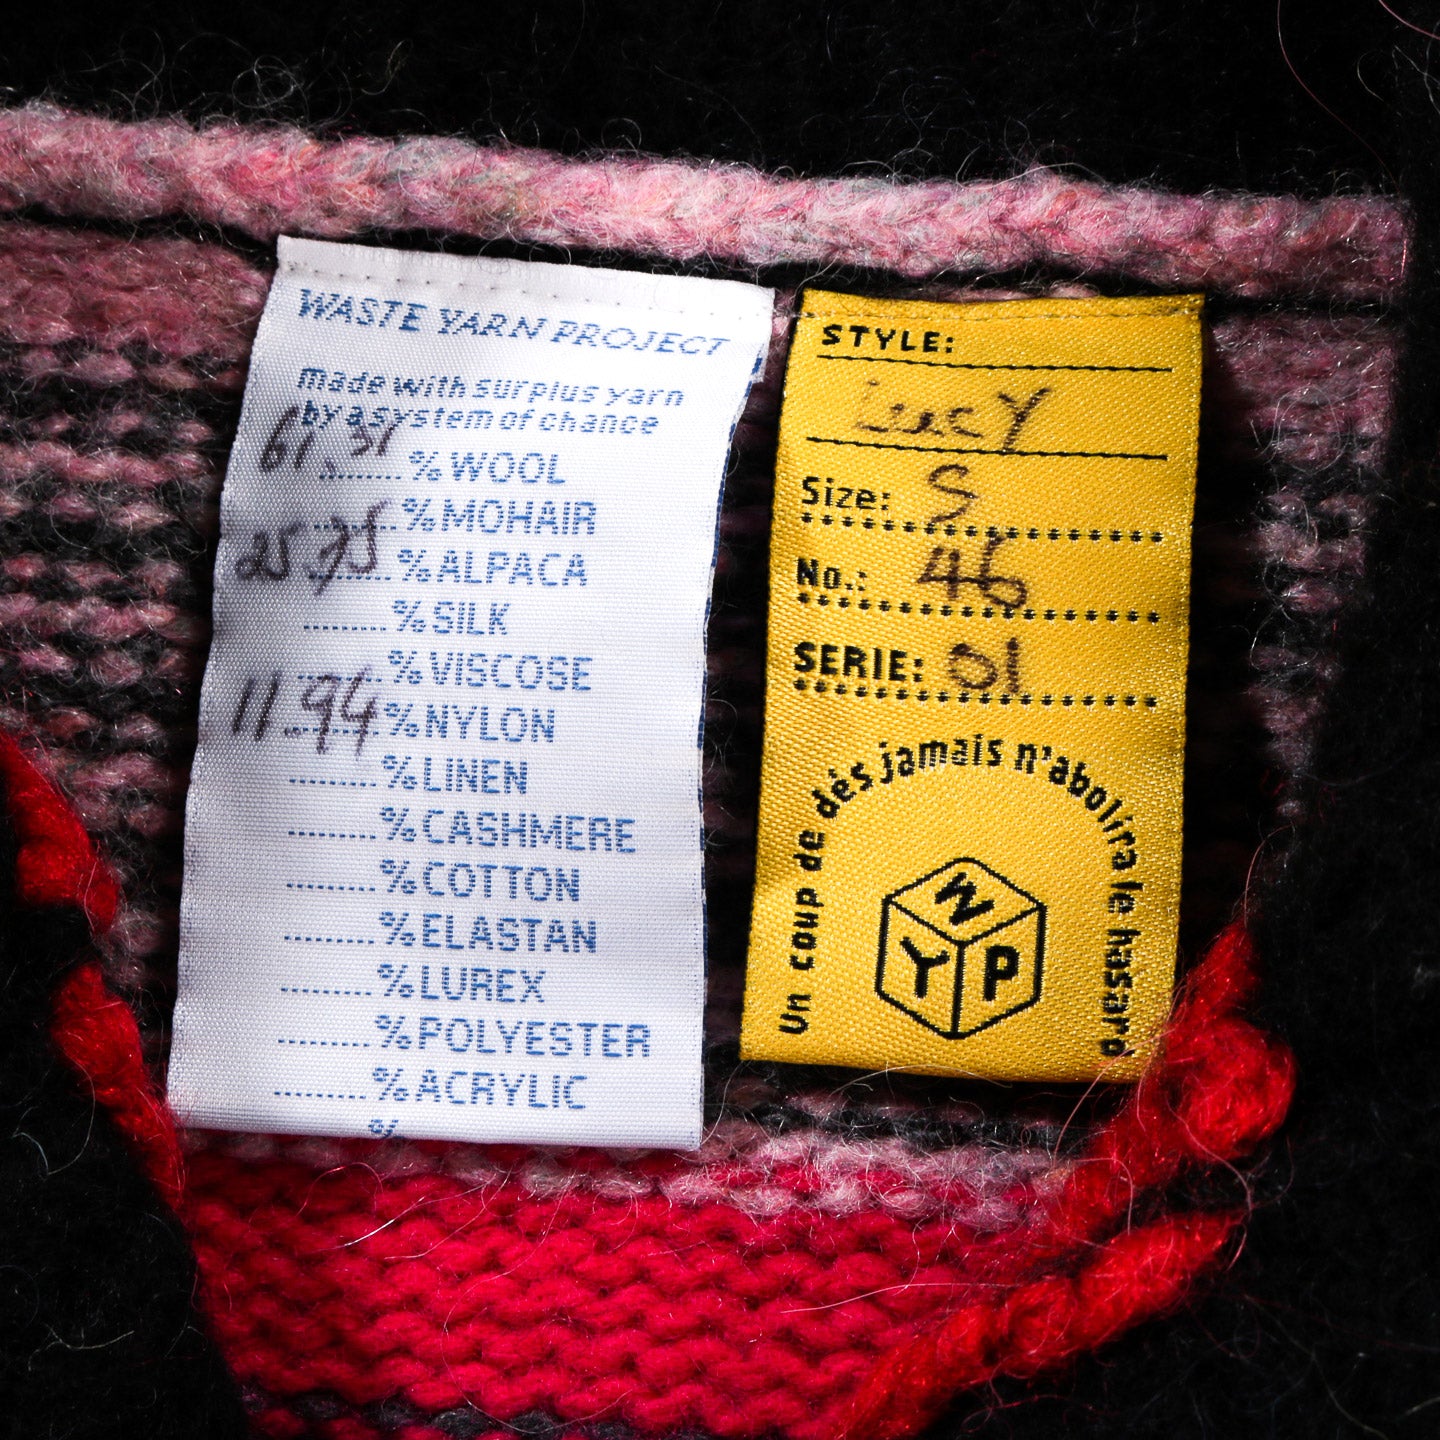 WASTE YARN PROJECT
made with surplus yarn
by a system of chance
61,31 % WOOL
.......... % MOHAIR
25.75 % ALPACA
.......... % SILK
.......... % VISCOSE
11.94 % NYLON
.......... % LINEN
.......... % CASHMERE
.......... % COTTON
.......... % ELASTAN
.......... % LUREX
.......... % POLYESTER
.......... % ACRYLIC
%
STYLE:
LucY
Size: S
No.: 46
SERIE: 01
Un coup de dés jamais n'abolira le hasard
W
Y P